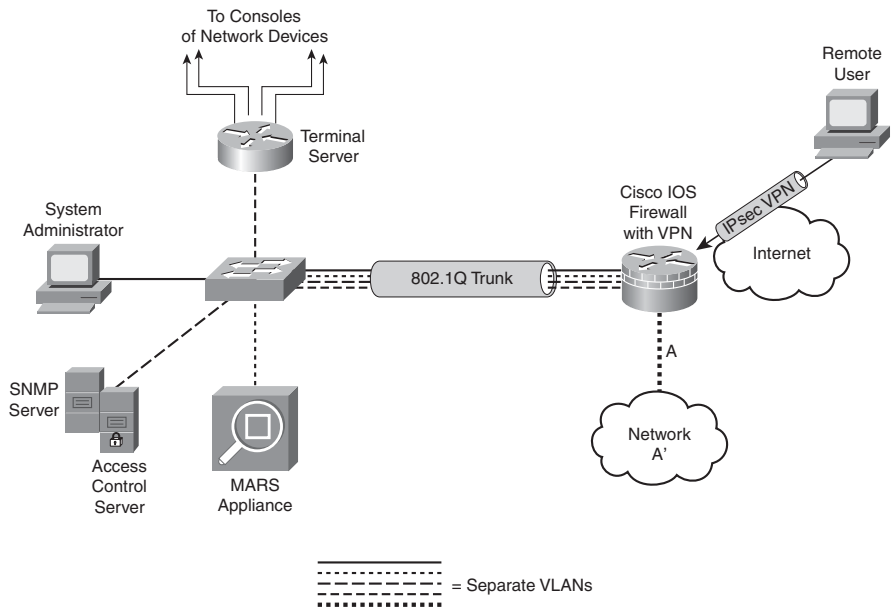 To Consoles
of Network Devices
Remote
User
Terminal
Server
Cisco IOS
Firewall
with VPN
IPsec VPN
System
Administrator
Internet
802.1Q Trunk
A
SNMP
Server
Network
A'
Access
Control
Server
MARS
Appliance
= Separate VLANs